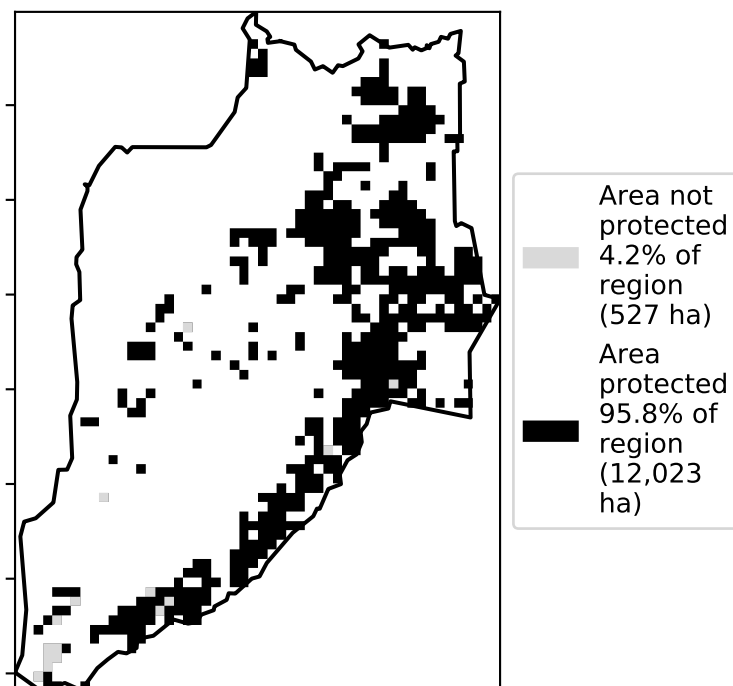 Area not
protected
4.2% of
region
(527 ha)
Area
protected
95.8% of
region
(12,023
ha)